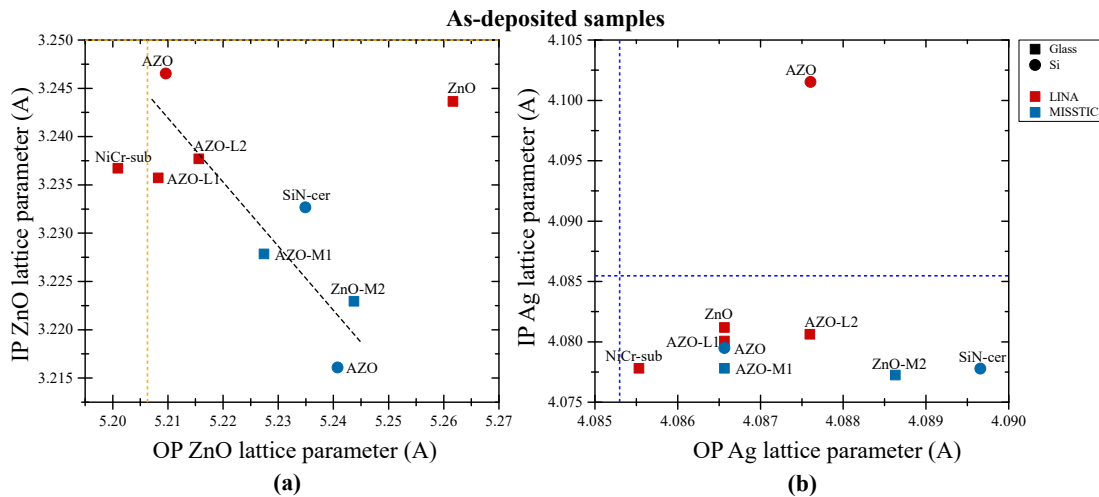 As-deposited samples
3.250
3.245
3.240
3.235
3.230
3.225
3.220
3.215
IP ZnO lattice parameter (A)
AZO
ZnO
AZO-L2
NiCr-sub
AZO-L1
SiN-cer
AZO-M1
ZnO-M2
AZO
5.20
5.21
5.22
5.23
5.24
5.25
5.26
5.27
OP ZnO lattice parameter (A)
(a)
4.105
4.100
4.095
4.090
4.085
4.080
4.075
IP Ag lattice parameter (A)
AZO
ZnO
AZO-L2
AZO-L1
AZO
NiCr-sub
AZO-M1
ZnO-M2
SiN-cer
4.085
4.086
4.087
4.088
4.089
4.090
OP Ag lattice parameter (A)
(b)
Glass
Si
LINA
MISSTIC